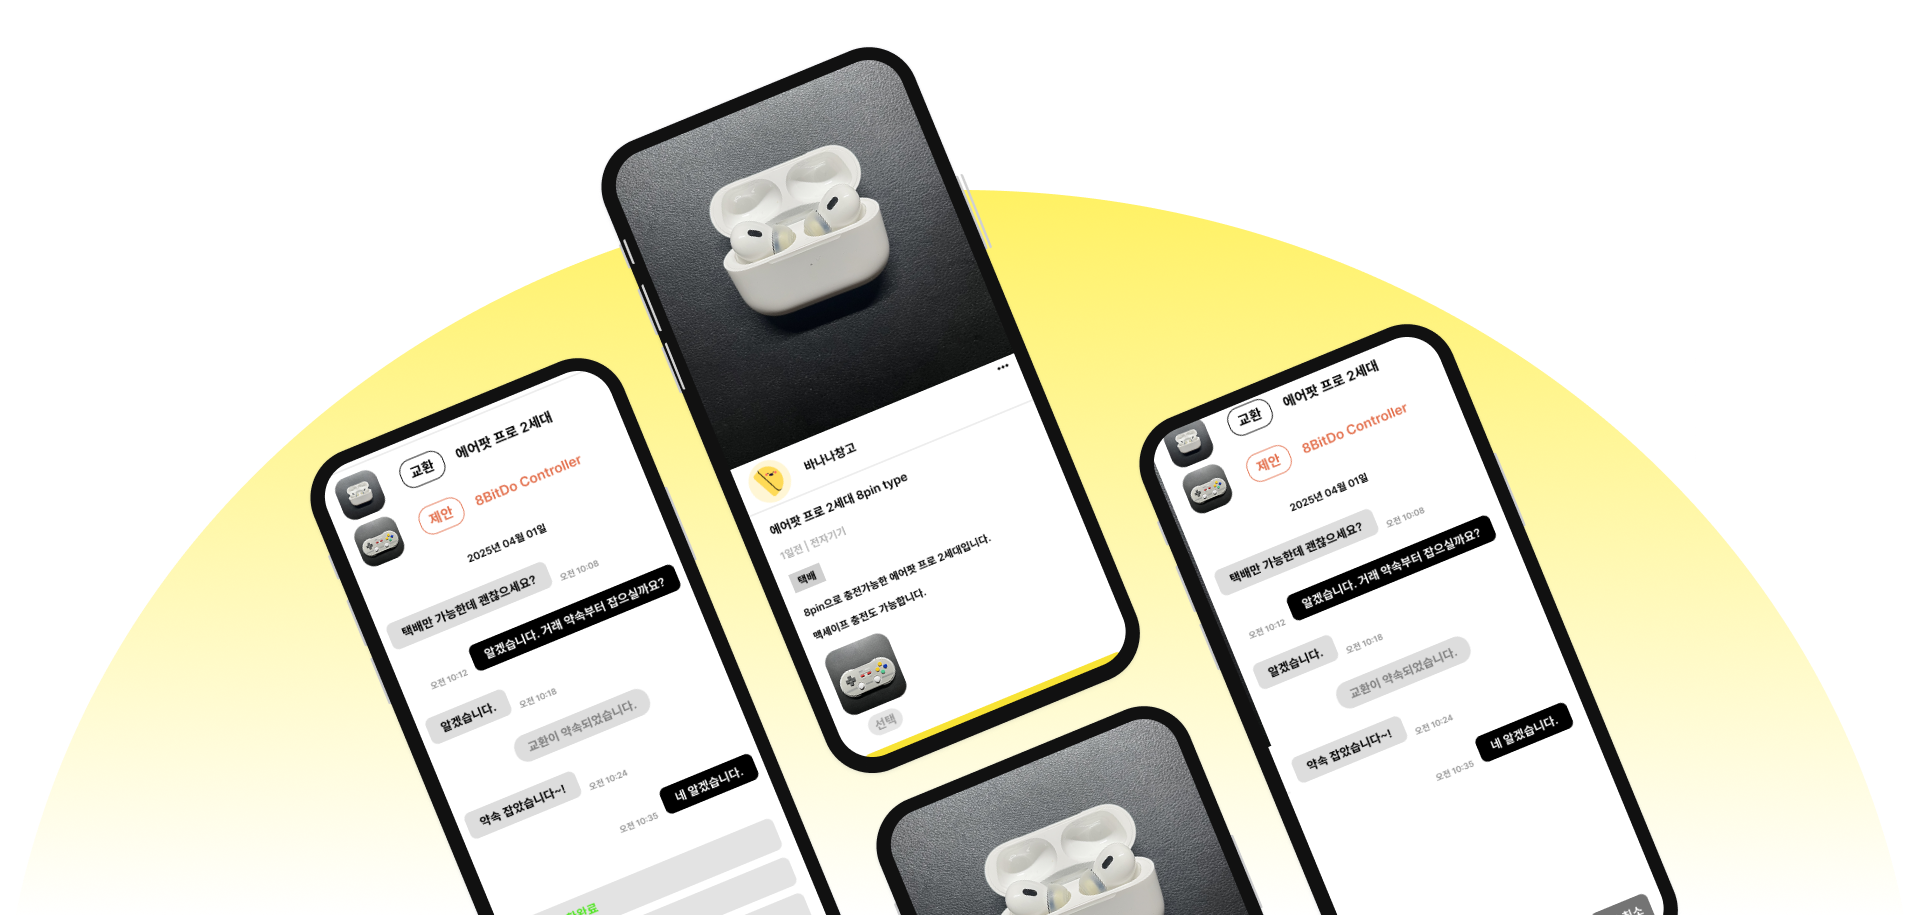 교환
에어팟 프로 2세대
제안
8BitDo Controller
2025년 04월 01일
택배만 가능한데 괜찮으세요?
오전 10:08
알겠습니다. 거래 약속부터 잡으실까요?
오전 10:12
알겠습니다.
오전 10:18
교환이 약속되었습니다.
약속 잡았습니다~!
오전 10:24
네 알겠습니다.
오전 10:35
바나나창고
에어팟 프로 2세대 8pin type
1일전 | 전자기기
택배
8pin으로 충전가능한 에어팟 프로 2세대입니다.
맥세이프 충전도 가능합니다.
선택
교환
에어팟 프로 2세대
제안
8BitDo Controller
2025년 04월 01일
택배만 가능한데 괜찮으세요?
오전 10:08
알겠습니다. 거래 약속부터 잡으실까요?
오전 10:12
알겠습니다.
오전 10:18
교환이 약속되었습니다.
약속 잡았습니다~!
오전 10:24
네 알겠습니다.
오전 10:35